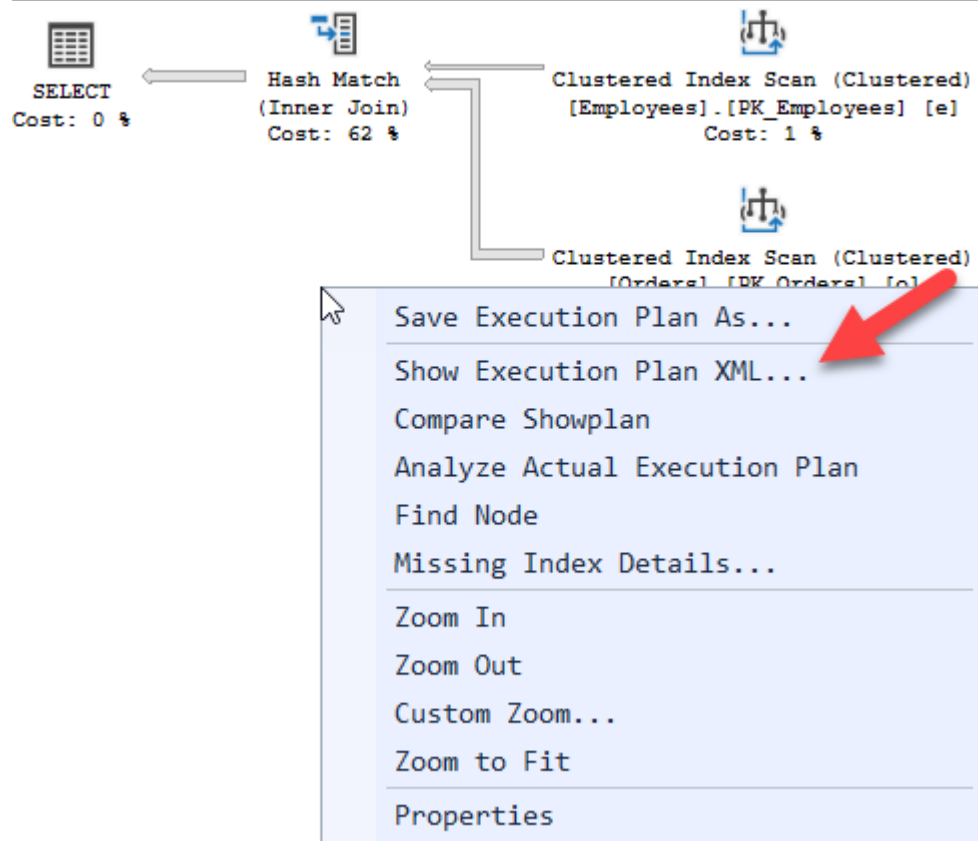 SELECT
Cost: 0 %
Hash Match
(Inner Join)
Cost: 62 %
Clustered Index Scan (Clustered)
[Employees].[PK_Employees] [e]
Cost: 1 %
Clustered Index Scan (Clustered)
[Orders].[PK_Orders] [o]
Save Execution Plan As...
Show Execution Plan XML...
Compare Showplan
Analyze Actual Execution Plan
Find Node
Missing Index Details...
Zoom In
Zoom Out
Custom Zoom...
Zoom to Fit
Properties